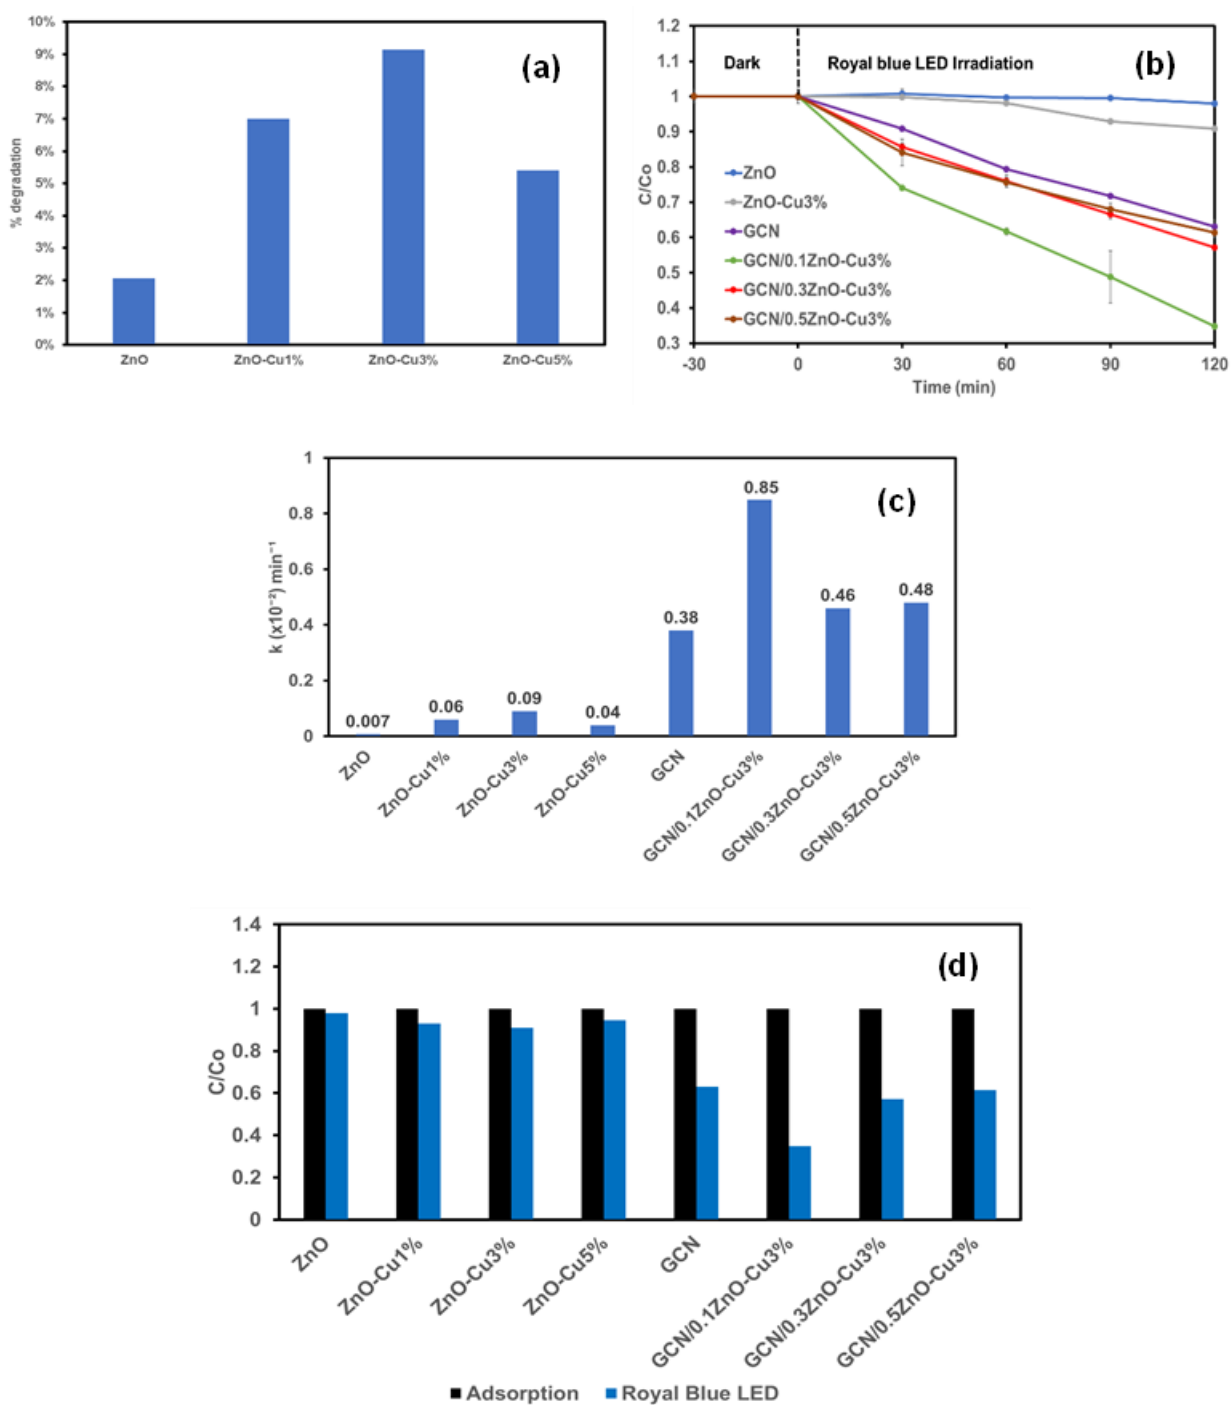 10%
9%
8%
7%
6%
5%
4%
3%
2%
1%
0%
% degradation
(a)
ZnO
ZnO-Cu1%
ZnO-Cu3%
ZnO-Cu5%
1.2
1.1
1
0.9
0.8
0.7
0.6
0.5
0.4
0.3
C/Co
Dark
Royal blue LED Irradiation
(b)
ZnO
ZnO-Cu3%
GCN
GCN/0.1ZnO-Cu3%
GCN/0.3ZnO-Cu3%
GCN/0.5ZnO-Cu3%
-30 0 30 60 90 120
Time (min)
1
0.8
0.6
0.4
0.2
0
k (x10⁻²) min⁻¹
(c)
0.007
0.06
0.09
0.04
0.38
0.85
0.46
0.48
ZnO
ZnO-Cu1%
ZnO-Cu3%
ZnO-Cu5%
GCN
GCN/0.1ZnO-Cu3%
GCN/0.3ZnO-Cu3%
GCN/0.5ZnO-Cu3%
1.4
1.2
1
0.8
0.6
0.4
0.2
0
C/Co
(d)
ZnO
ZnO-Cu1%
ZnO-Cu3%
ZnO-Cu5%
GCN
GCN/0.1ZnO-Cu3%
GCN/0.3ZnO-Cu3%
GCN/0.5ZnO-Cu3%
Adsorption Royal Blue LED